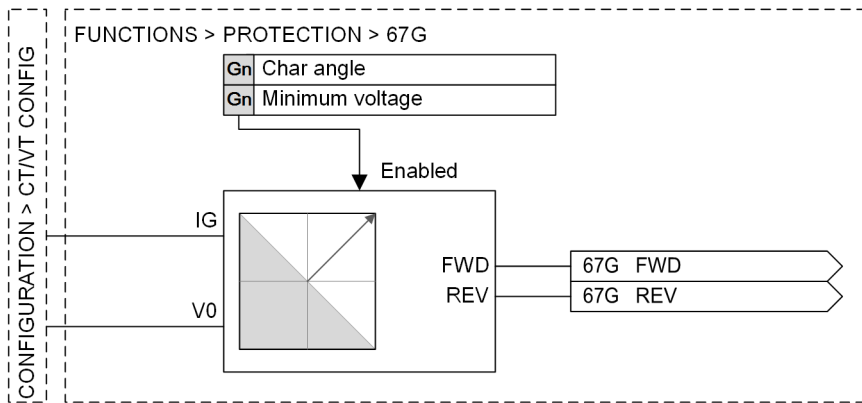 FUNCTIONS > PROTECTION > 67G
CONFIGURATION > CT/VT CONFIG
Gn Char angle
Gn Minimum voltage
Enabled
IG
V0
FWD
REV
67G FWD
67G REV